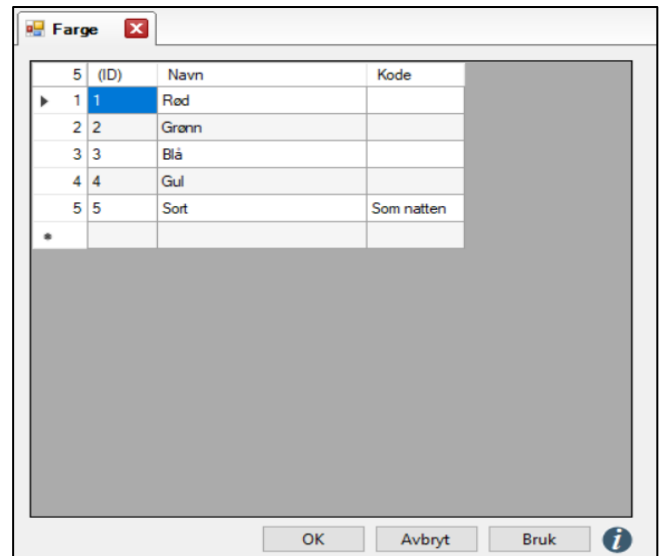 Farge
5 (ID) Navn Kode
1 1 Rød
2 2 Grønn
3 3 Blå
4 4 Gul
5 5 Sort Som natten
OK Avbryt Bruk